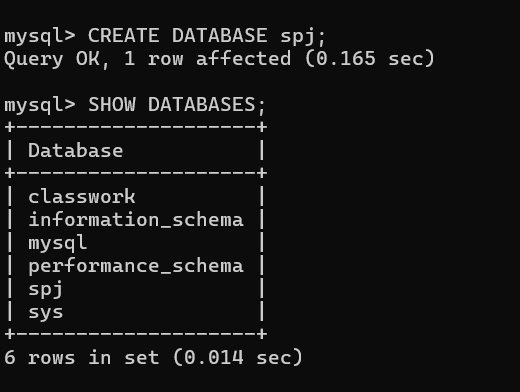 mysql> CREATE DATABASE spj;
Query OK, 1 row affected (0.165 sec)
mysql> SHOW DATABASES;
+--------------------+
| Database           |
+--------------------+
| classwork          |
| information_schema |
| mysql              |
| performance_schema |
| spj                |
| sys                |
+--------------------+
6 rows in set (0.014 sec)